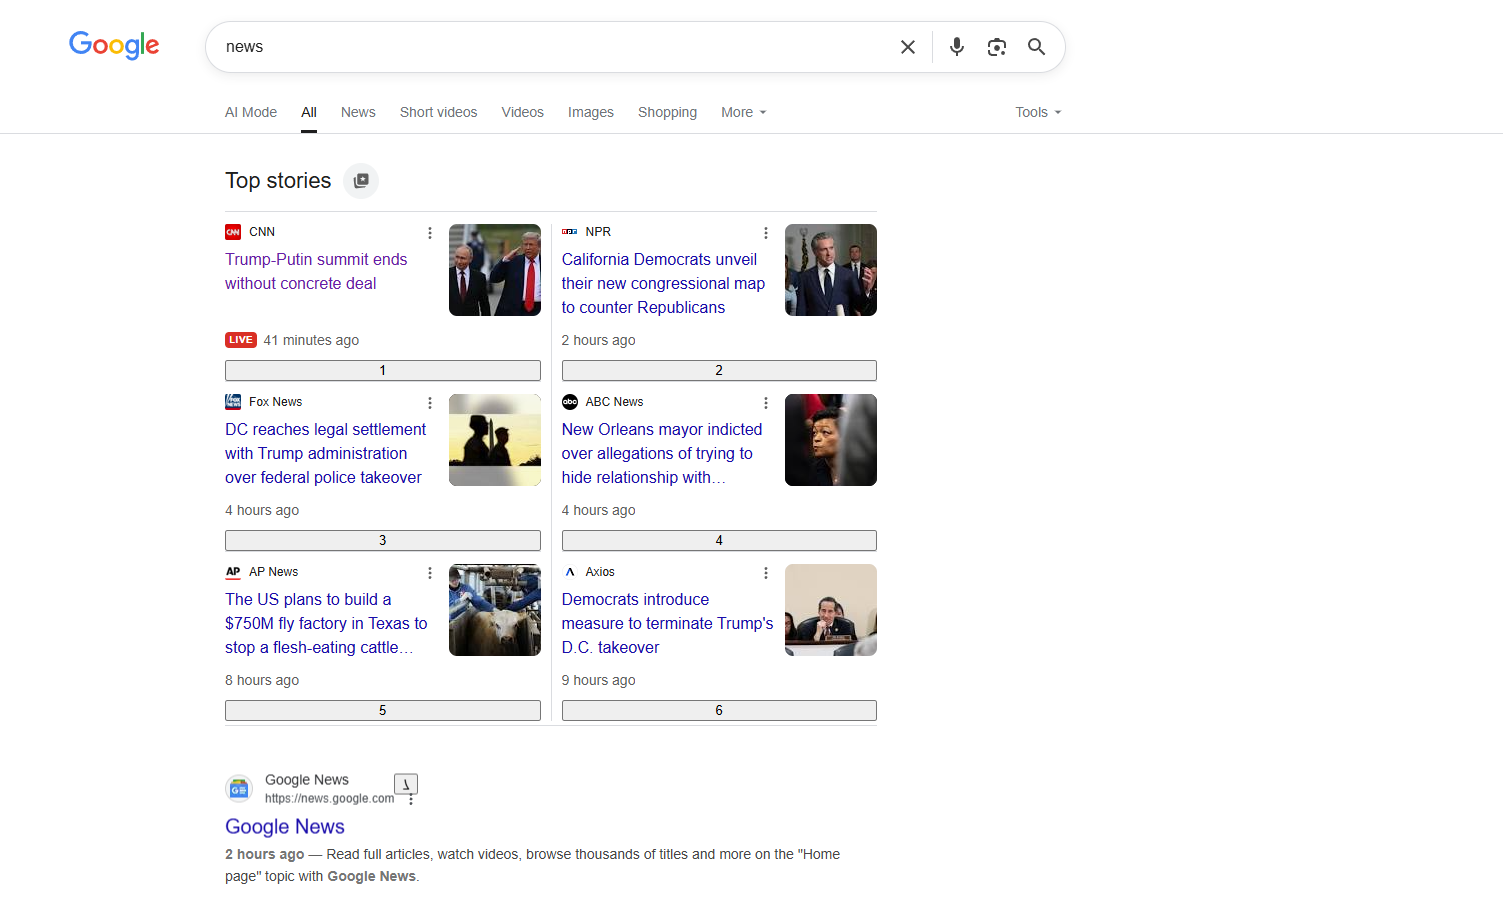 Google
news
AI Mode
All
News
Short videos
Videos
Images
Shopping
More
Tools
Top stories
CNN
Trump-Putin summit ends
without concrete deal
LIVE 41 minutes ago
1
NPR
California Democrats unveil
their new congressional map
to counter Republicans
2 hours ago
2
Fox News
DC reaches legal settlement
with Trump administration
over federal police takeover
4 hours ago
3
ABC News
New Orleans mayor indicted
over allegations of trying to
hide relationship with…
4 hours ago
4
AP News
The US plans to build a
$750M fly factory in Texas to
stop a flesh-eating cattle…
8 hours ago
5
Axios
Democrats introduce
measure to terminate Trump's
D.C. takeover
9 hours ago
6
Google News
https://news.google.com
Google News
2 hours ago — Read full articles, watch videos, browse thousands of titles and more on the "Home
page" topic with Google News.